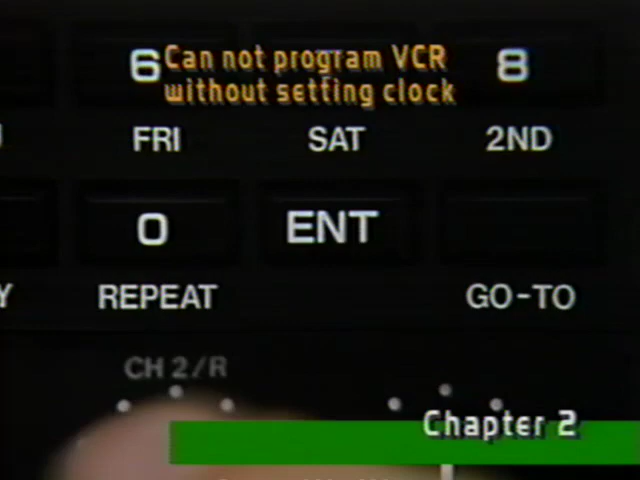 6
8
Can not program VCR
without setting clock
FRI
SAT
2ND
0
ENT
Y
REPEAT
GO-TO
CH 2/R
Chapter 2